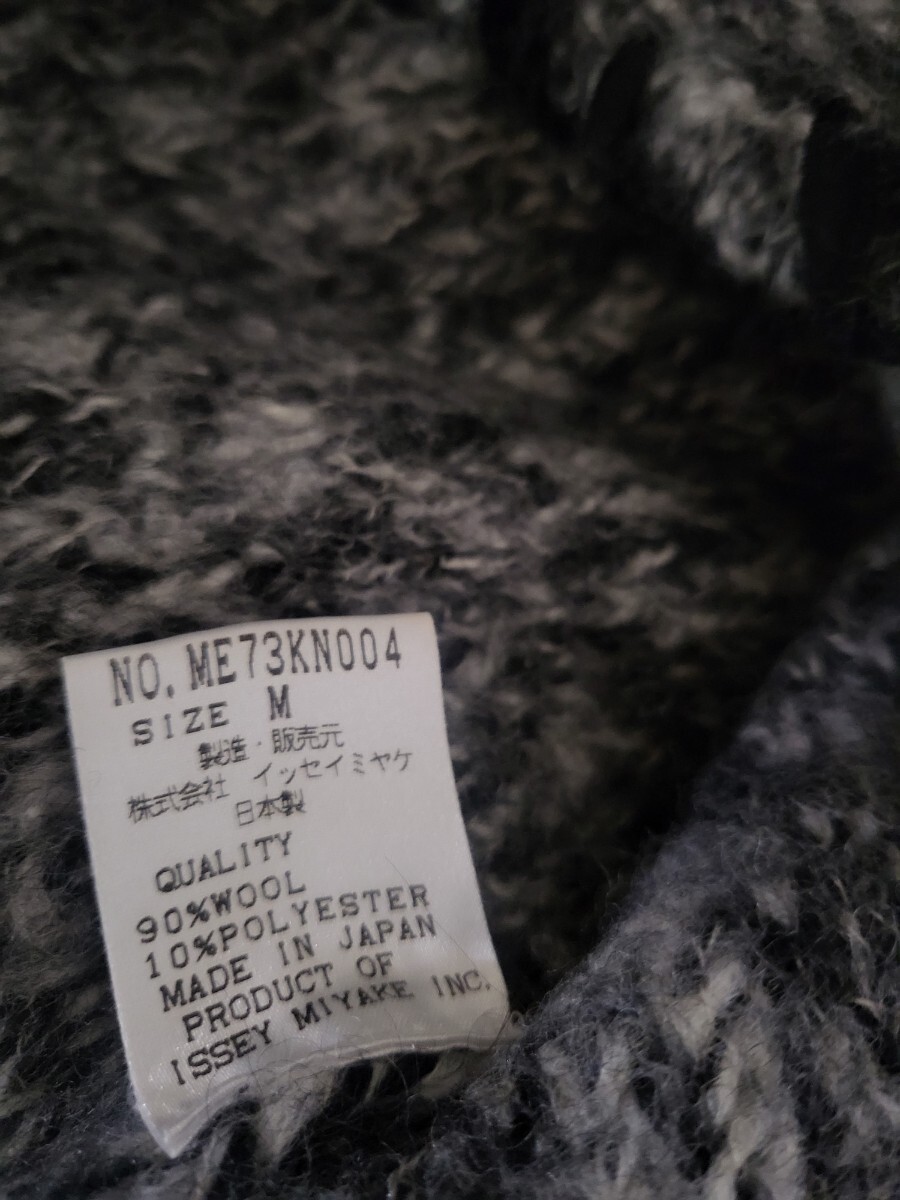 NO. ME73KN004
SIZE M
製造・販売元
株式会社 イッセイミヤケ
日本製
QUALITY
90%WOOL
10%POLYESTER
MADE IN JAPAN
PRODUCT OF
ISSEY MIYAKE INC.